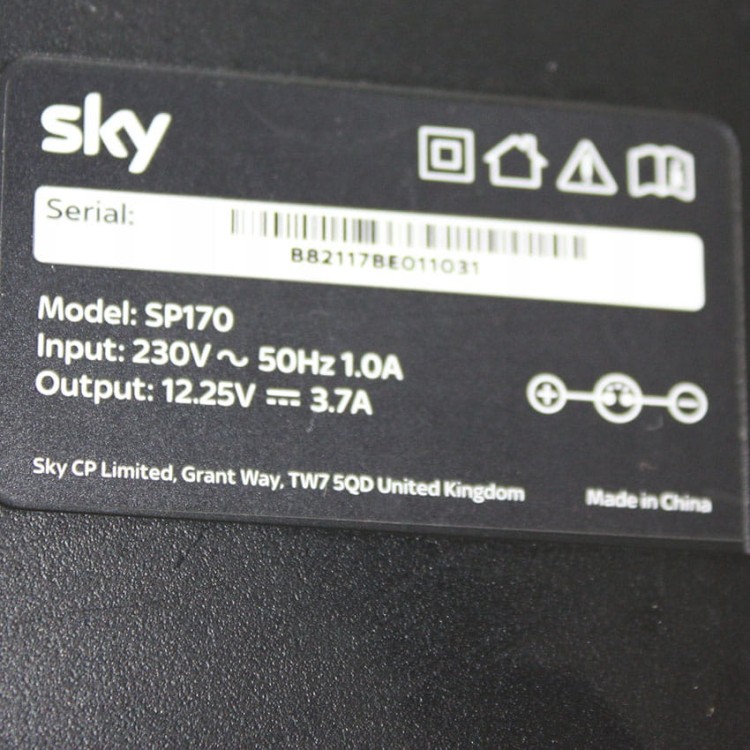 sky
Serial:
B82117BE011031
Model: SP170
Input: 230V ~ 50Hz 1.0A
Output: 12.25V ⎓ 3.7A
Sky CP Limited, Grant Way, TW7 5QD United Kingdom
Made in China